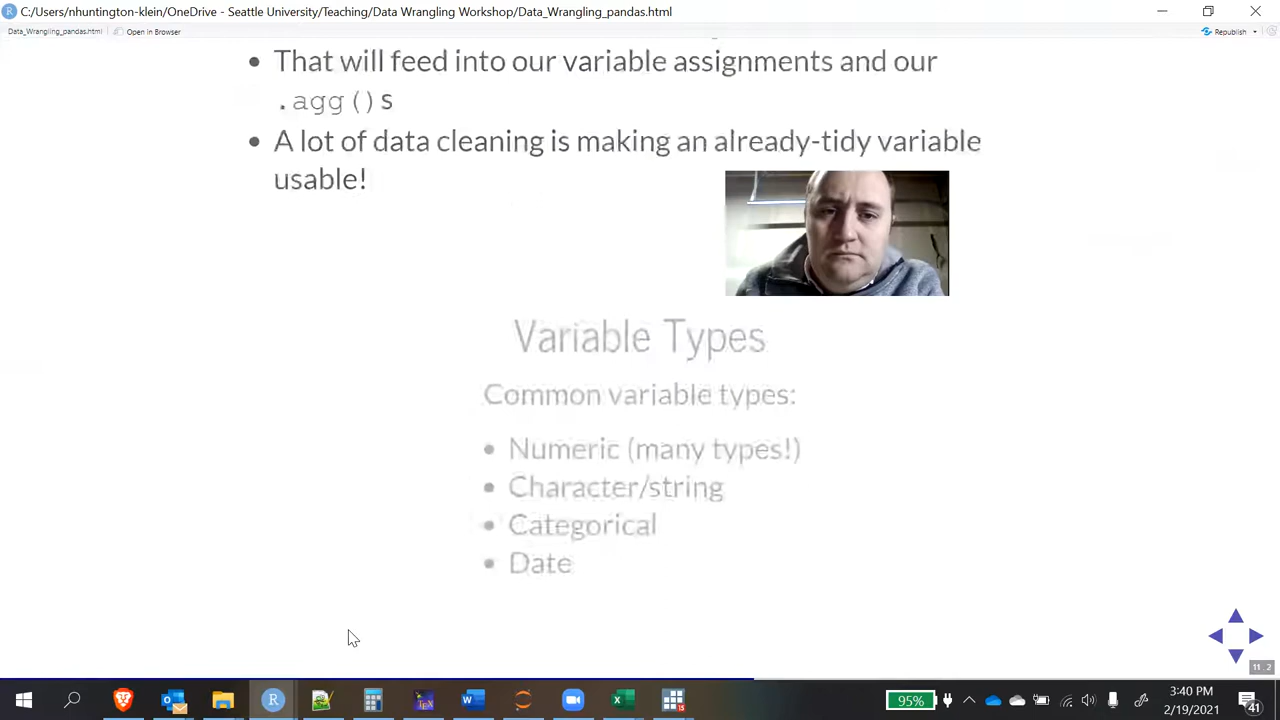 C:/Users/nhuntington-klein/OneDrive - Seattle University/Teaching/Data Wrangling Workshop/Data_Wrangling_pandas.html
Data_Wrangling_pandas.html Open in Browser Republish
• That will feed into our variable assignments and our
.agg()s
• A lot of data cleaning is making an already-tidy variable
usable!
Variable Types
Common variable types:
• Numeric (many types!)
• Character/string
• Categorical
• Date
11.2
95%
3:40 PM
2/19/2021
41